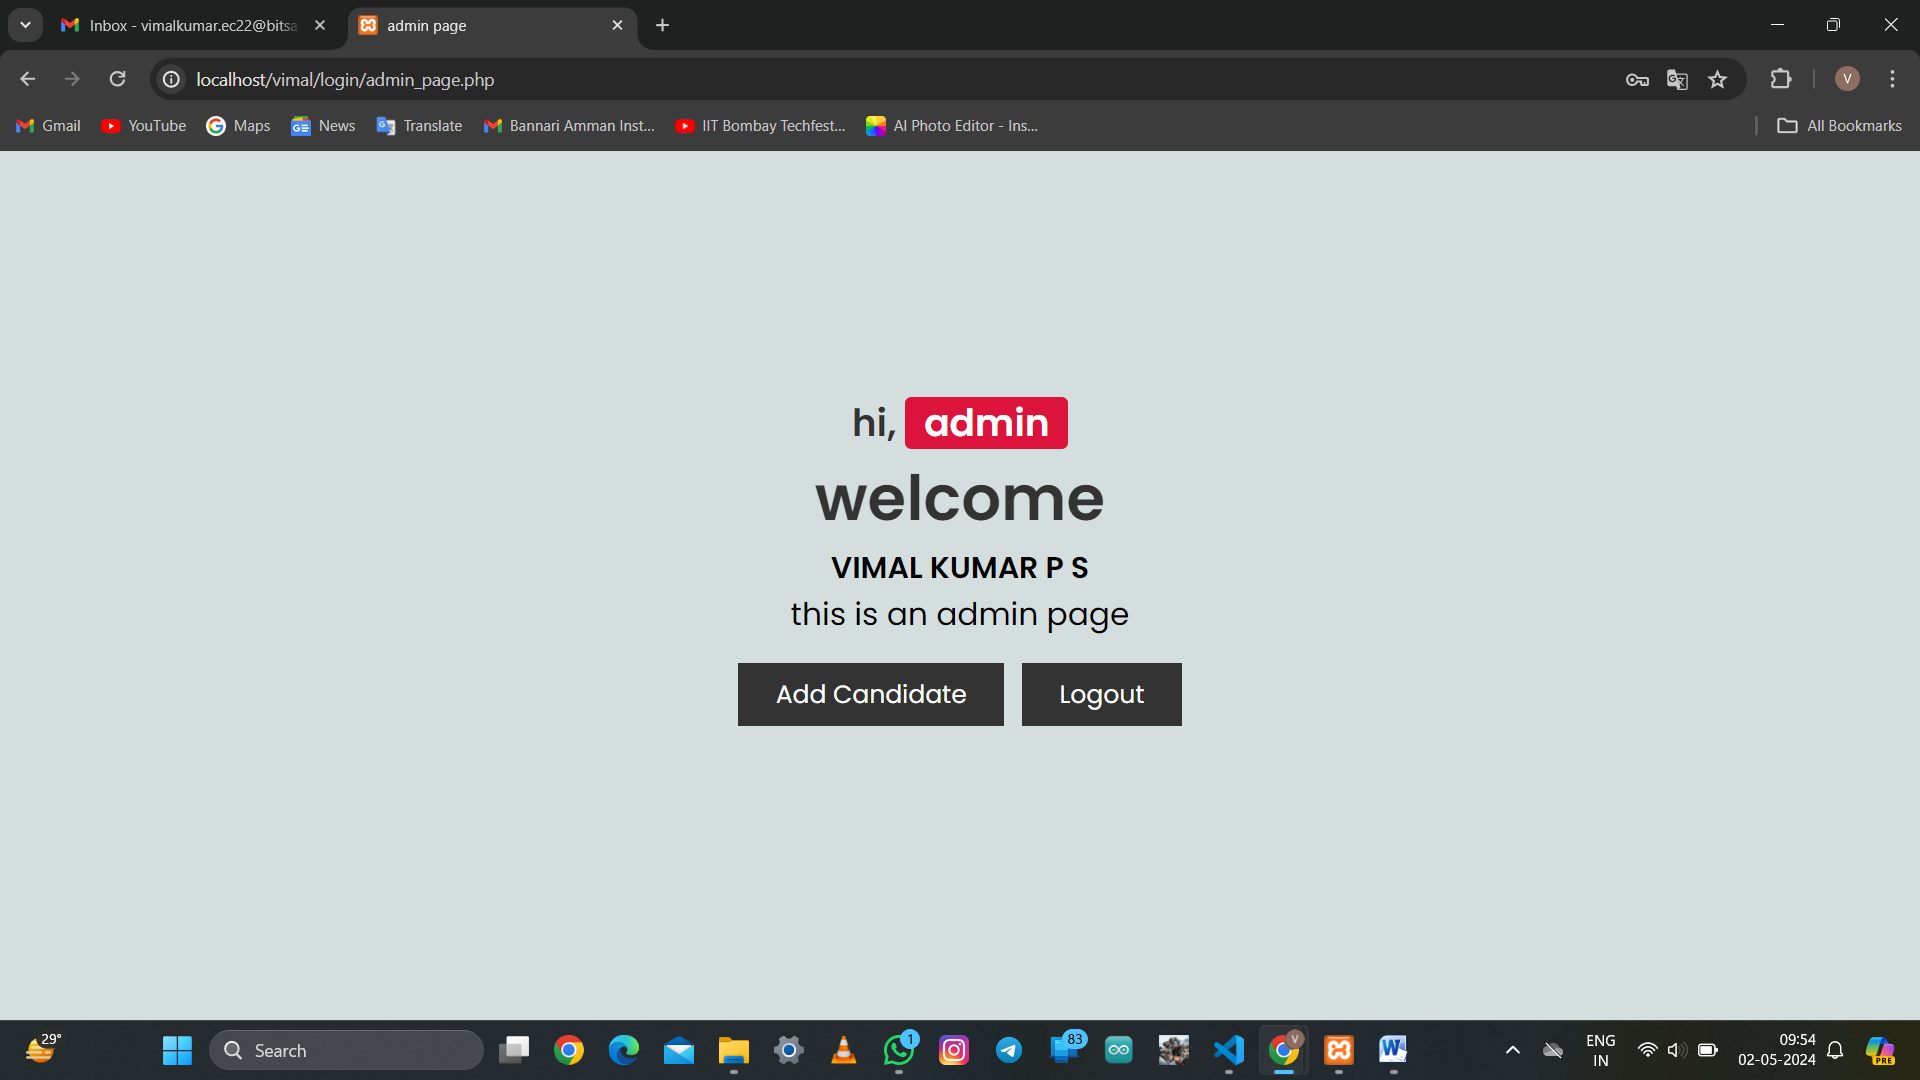 Inbox - vimalkumar.ec22@bitsa
admin page
localhost/vimal/login/admin_page.php
V
Gmail
YouTube
Maps
News
Translate
Bannari Amman Inst...
IIT Bombay Techfest...
AI Photo Editor - Ins...
All Bookmarks
hi, admin
welcome
VIMAL KUMAR P S
this is an admin page
Add Candidate
Logout
29°
Search
1
83
V
ENG
IN
09:54
02-05-2024
PRE